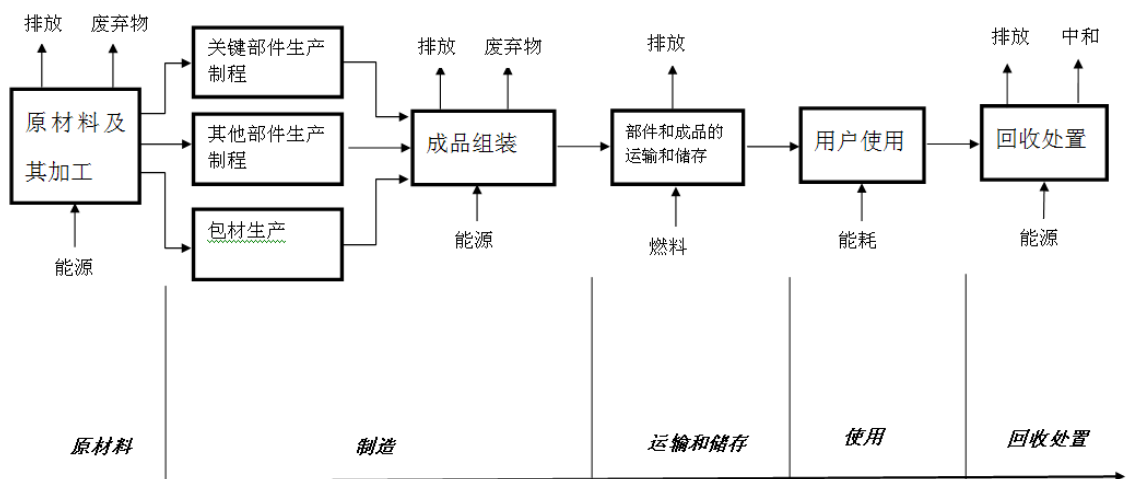 排放
废弃物
原材料及
其加工
能源
关键部件生产
制程
其他部件生产
制程
包材生产
排放
废弃物
成品组装
能源
排放
部件和成品的
运输和储存
燃料
用户使用
能耗
排放
中和
回收处置
能源
原材料
制造
运输和储存
使用
回收处置